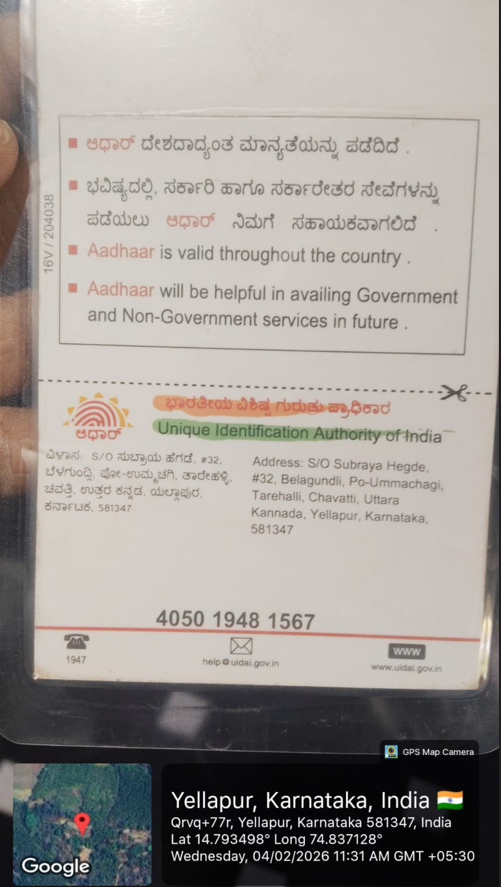 16V / 204038
■ ಆಧಾರ್ ದೇಶದಾದ್ಯಂತ ಮಾನ್ಯತೆಯನ್ನು ಪಡೆದಿದೆ .
■ ಭವಿಷ್ಯದಲ್ಲಿ, ಸರ್ಕಾರಿ ಹಾಗೂ ಸರ್ಕಾರೇತರ ಸೇವೆಗಳನ್ನು
ಪಡೆಯಲು ಆಧಾರ್ ನಿಮಗೆ ಸಹಾಯಕವಾಗಲಿದೆ .
■ Aadhaar is valid throughout the country .
■ Aadhaar will be helpful in availing Government
and Non-Government services in future .
ಭಾರತೀಯ ವಿಶಿಷ್ಟ ಗುರುತು ಪ್ರಾಧಿಕಾರ
Unique Identification Authority of India
ಆಧಾರ್
ವಿಳಾಸ: S/O ಸುಬ್ರಾಯ ಹೆಗಡೆ, #32,
ಬೆಳಗುಂದ್ಲಿ, ಪೋ-ಉಮ್ಮಚಗಿ, ತಾರೇಹಳ್ಳಿ,
ಚವತ್ತಿ, ಉತ್ತರ ಕನ್ನಡ, ಯಲ್ಲಾಪುರ,
ಕರ್ನಾಟಕ, 581347
Address: S/O Subraya Hegde,
#32, Belagundli, Po-Ummachagi,
Tarehalli, Chavatti, Uttara
Kannada, Yellapur, Karnataka,
581347
4050 1948 1567
1947
help@uidai.gov.in
WWW
www.uidai.gov.in
GPS Map Camera
Google
Yellapur, Karnataka, India
Qrvq+77r, Yellapur, Karnataka 581347, India
Lat 14.793498° Long 74.837128°
Wednesday, 04/02/2026 11:31 AM GMT +05:30